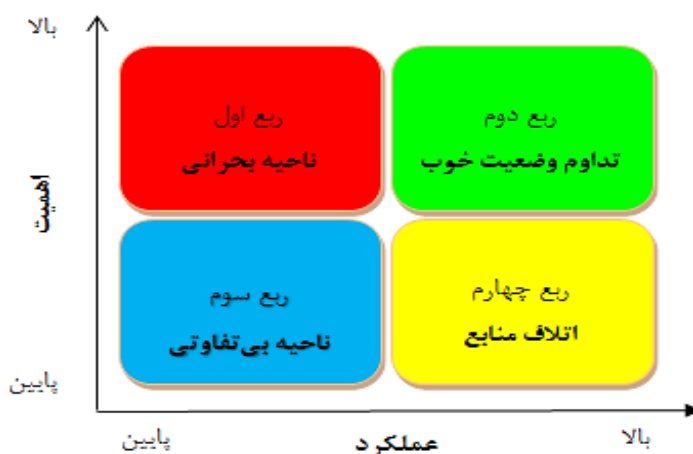 بالا
ربع اول
ناحیه بحرانی
ربع دوم
تداوم وضعیت خوب
اهمیت
ربع سوم
ناحیه بی‌تفاوتی
ربع چهارم
اتلاف منابع
پایین
پایین
عملکرد
بالا